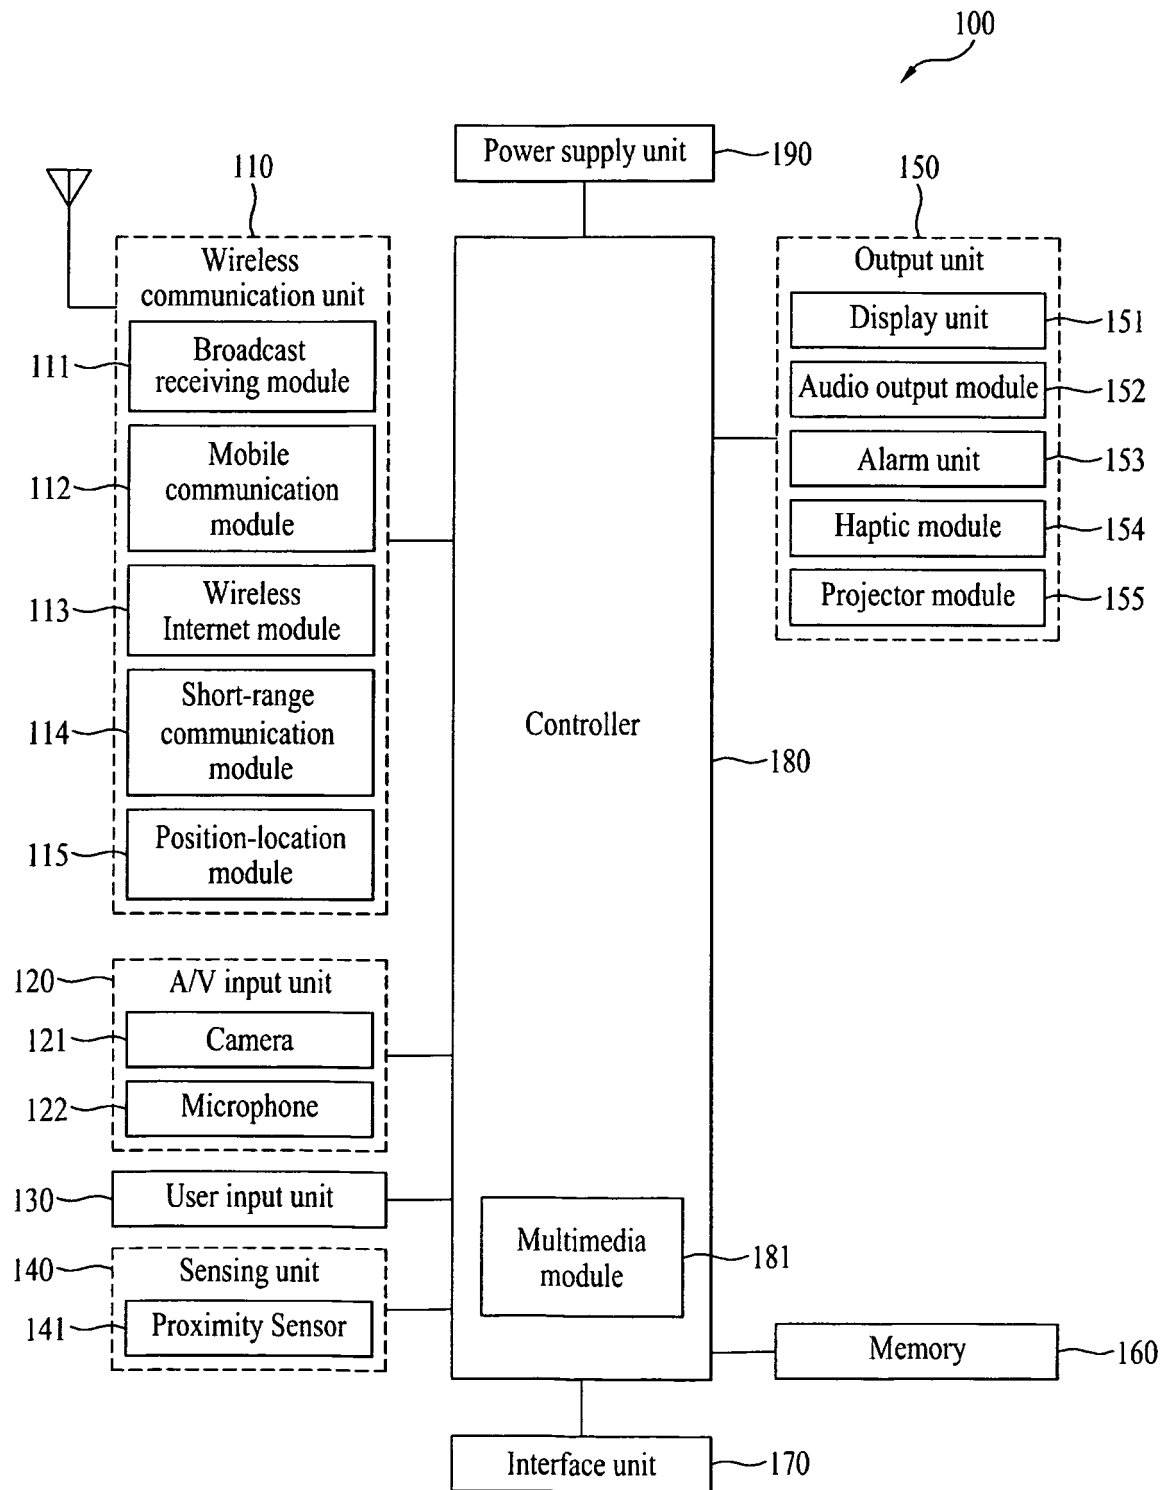 100
Power supply unit
190
110
150
Wireless
communication unit
Output unit
Display unit
151
111
Broadcast
receiving module
Audio output module
152
112
Mobile
communication
module
Alarm unit
153
Haptic module
154
113
Wireless
Internet module
Projector module
155
114
Short-range
communication
module
Controller
180
115
Position-location
module
120
A/V input unit
121
Camera
122
Microphone
130
User input unit
Multimedia
module
181
140
Sensing unit
141
Proximity Sensor
Memory
160
Interface unit
170